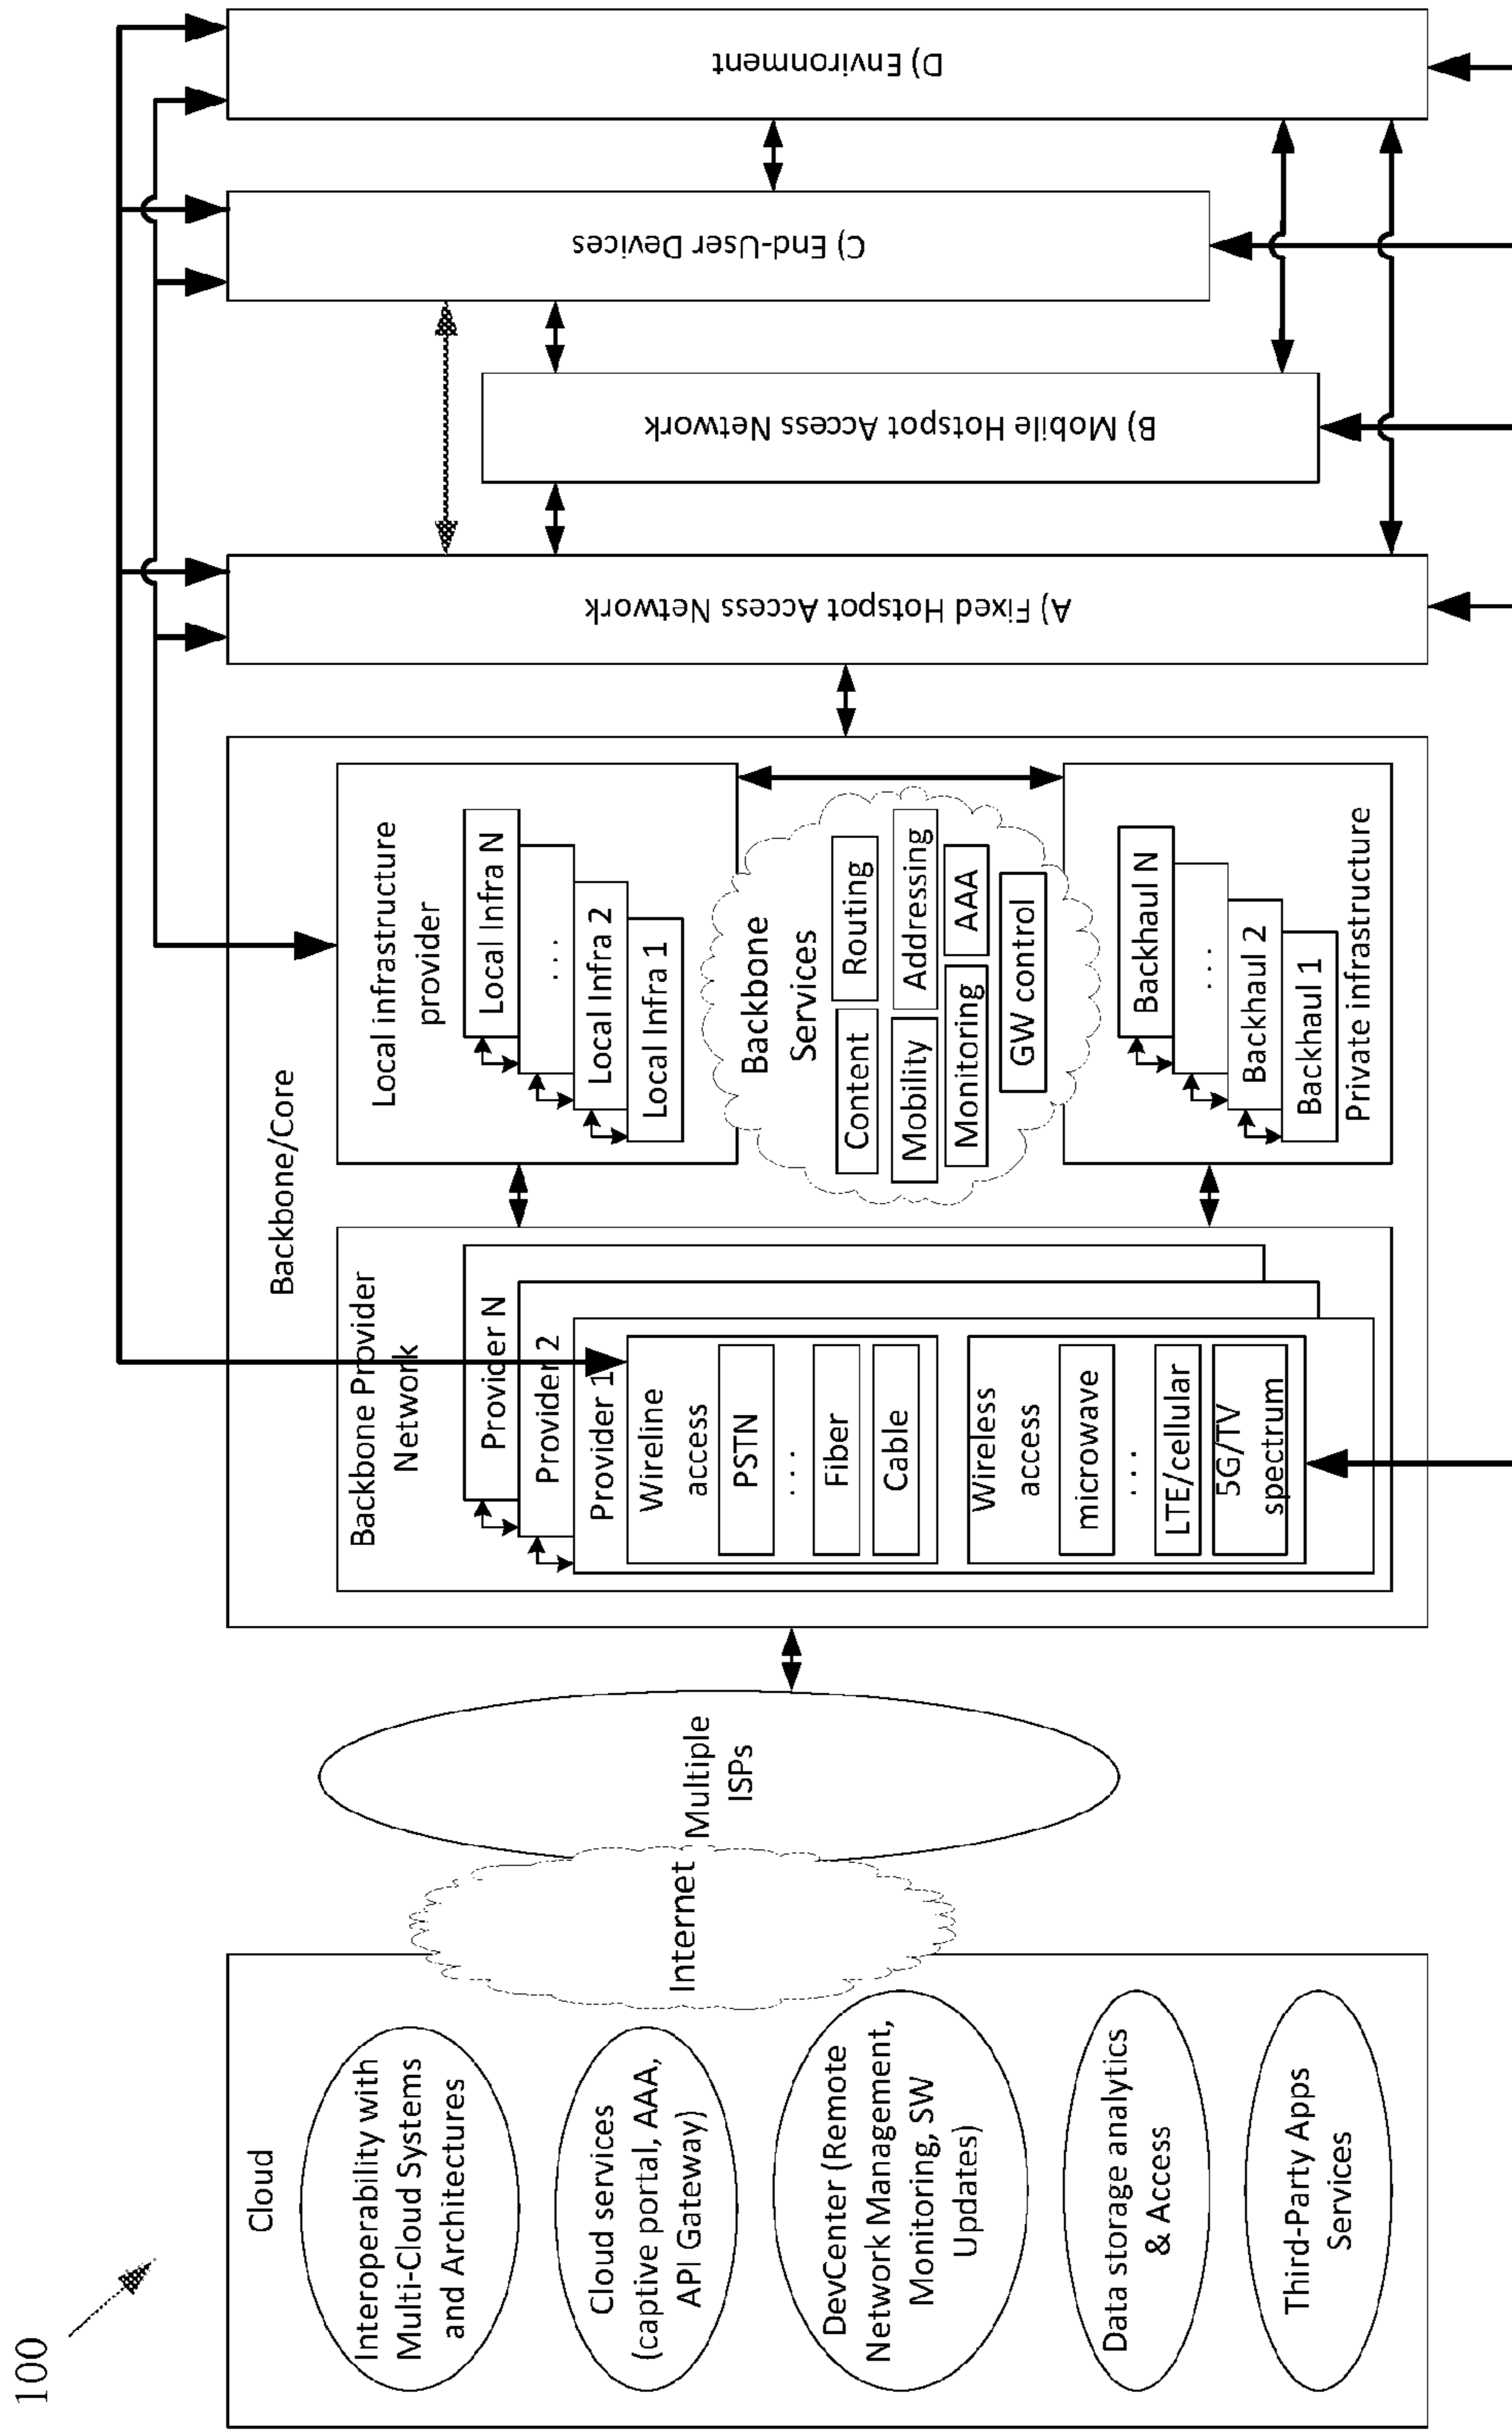 100
Cloud
Interoperability with
Multi-Cloud Systems
and Architectures
Cloud services
(captive portal, AAA,
API Gateway)
DevCenter (Remote
Network Management,
Monitoring, SW
Updates)
Data storage analytics
& Access
Third-Party Apps
Services
Internet
Multiple
ISPs
Backbone/Core
Backbone Provider
Network
Provider N
Provider 2
Provider 1
Wireline
access
PSTN
. . .
Fiber
Cable
Wireless
access
microwave
. . .
LTE/cellular
5G/TV
spectrum
Local infrastructure
provider
Local Infra N
. . .
Local Infra 2
Local Infra 1
Backbone
Services
Content
Routing
Mobility
Addressing
Monitoring
AAA
GW control
Backhaul N
. . .
Backhaul 2
Backhaul 1
Private infrastructure
A) Fixed Hotspot Access Network
B) Mobile Hotspot Access Network
C) End-User Devices
D) Environment